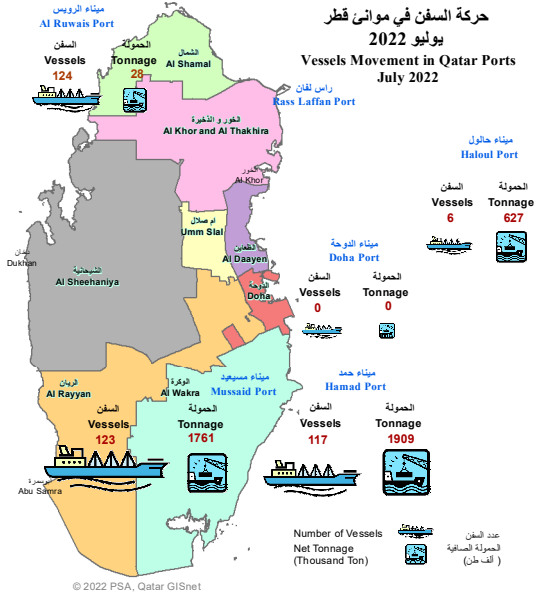 حركة السفن في موانئ قطر
يوليو 2022
Vessels Movement in Qatar Ports
July 2022
ميناء الرويس
Al Ruwais Port
السفن
Vessels
124
الحمولة
Tonnage
28
الشمال
Al Shamal
راس لفان
Rass Laffan Port
الخور و الذخيرة
Al Khor and Al Thakhira
الخور
Al Khor
ميناء حالول
Haloul Port
السفن
Vessels
6
الحمولة
Tonnage
627
ام صلال
Umm Slal
الظعاين
Al Daayen
دخان
Dukhan
الشيحانية
Al Sheehaniya
ميناء الدوحة
Doha Port
السفن
Vessels
0
الحمولة
Tonnage
0
الدوحة
Doha
الريان
Al Rayyan
الوكرة
Al Wakra
ميناء مسيعيد
Mussaid Port
السفن
Vessels
123
الحمولة
Tonnage
1761
ميناء حمد
Hamad Port
السفن
Vessels
117
الحمولة
Tonnage
1909
Abu Samra
Number of Vessels
عدد السفن
Net Tonnage
(Thousand Ton)
الحمولة الصافية
( ألف طن)
© 2022 PSA, Qatar GISnet